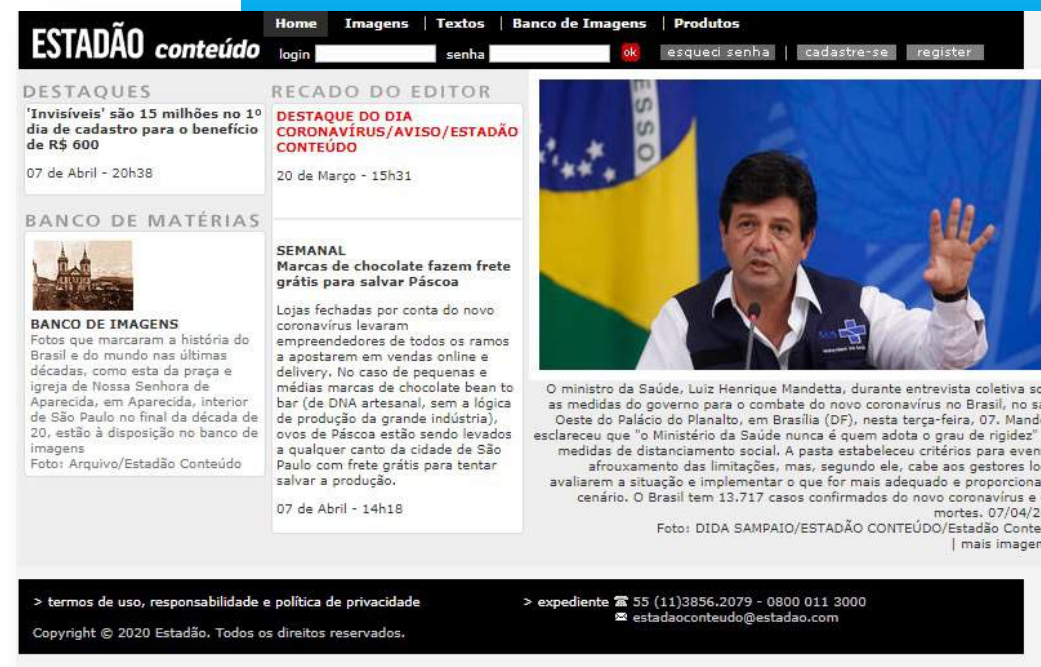 ESTADÃO conteúdo
Home | Imagens | Textos | Banco de Imagens | Produtos
login senha ok esqueci senha | cadastre-se register
DESTAQUES
'Invisíveis' são 15 milhões no 1º
dia de cadastro para o benefício
de R$ 600
07 de Abril - 20h38
BANCO DE MATÉRIAS
BANCO DE IMAGENS
Fotos que marcaram a história do
Brasil e do mundo nas últimas
décadas, como esta da praça e
igreja de Nossa Senhora de
Aparecida, em Aparecida, interior
de São Paulo no final da década de
20, estão à disposição no banco de
imagens
Foto: Arquivo/Estadão Conteúdo
RECADO DO EDITOR
DESTAQUE DO DIA
CORONAVÍRUS/AVISO/ESTADÃO
CONTEÚDO
20 de Março - 15h31
SEMANAL
Marcas de chocolate fazem frete
grátis para salvar Páscoa
Lojas fechadas por conta do novo
coronavírus levaram
empreendedores de todos os ramos
a apostarem em vendas online e
delivery. No caso de pequenas e
médias marcas de chocolate bean to
bar (de DNA artesanal, sem a lógica
de produção da grande indústria),
ovos de Páscoa estão sendo levados
a qualquer canto da cidade de São
Paulo com frete grátis para tentar
salvar a produção.
07 de Abril - 14h18
SUS
O ministro da Saúde, Luiz Henrique Mandetta, durante entrevista coletiva
as medidas do governo para o combate do novo coronavírus no Brasil, no
Oeste do Palácio do Planalto, em Brasília (DF), nesta terça-feira, 07.
esclareceu que "o Ministério da Saúde nunca é quem adota o grau de rigidez"
medidas de distanciamento social. A pasta estabeleceu critérios para
afrouxamento das limitações, mas, segundo ele, cabe aos gestores
avaliarem a situação e implementar o que for mais adequado e
cenário. O Brasil tem 13.717 casos confirmados do novo coronavírus e
mortes.
Foto: DIDA SAMPAIO/ESTADÃO CONTEÚDO/Estadão
| mais
> termos de uso, responsabilidade e política de privacidade
Copyright © 2020 Estadão. Todos os direitos reservados.
> expediente ☎ 55 (11)3856.2079 - 0800 011 3000
✉ estadaoconteudo@estadao.com